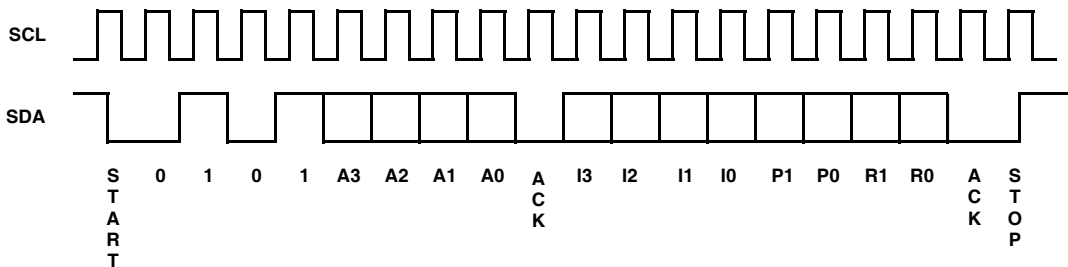 SCL
SDA
START 0 1 0 1 A3 A2 A1 A0 ACK I3 I2 I1 I0 P1 P0 R1 R0 ACK STOP